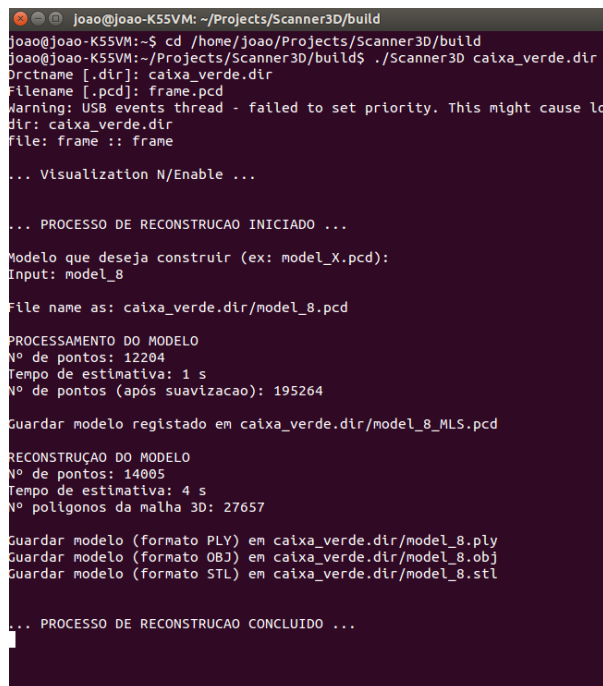 joao@joao-K55VM: ~/Projects/Scanner3D/build
joao@joao-K55VM:~$ cd /home/joao/Projects/Scanner3D/build
joao@joao-K55VM:~/Projects/Scanner3D/build$ ./Scanner3D caixa_verde.dir
Drctname [.dir]: caixa_verde.dir
Filename [.pcd]: frame.pcd
Warning: USB events thread - failed to set priority. This might cause lo
dir: caixa_verde.dir
file: frame :: frame
... Visualization N/Enable ...
... PROCESSO DE RECONSTRUCAO INICIADO ...
Modelo que deseja construir (ex: model_X.pcd):
Input: model_8
File name as: caixa_verde.dir/model_8.pcd
PROCESSAMENTO DO MODELO
Nº de pontos: 12204
Tempo de estimativa: 1 s
Nº de pontos (após suavizacao): 195264
Guardar modelo registado em caixa_verde.dir/model_8_MLS.pcd
RECONSTRUÇAO DO MODELO
Nº de pontos: 14005
Tempo de estimativa: 4 s
Nº poligonos da malha 3D: 27657
Guardar modelo (formato PLY) em caixa_verde.dir/model_8.ply
Guardar modelo (formato OBJ) em caixa_verde.dir/model_8.obj
Guardar modelo (formato STL) em caixa_verde.dir/model_8.stl
... PROCESSO DE RECONSTRUCAO CONCLUIDO ...